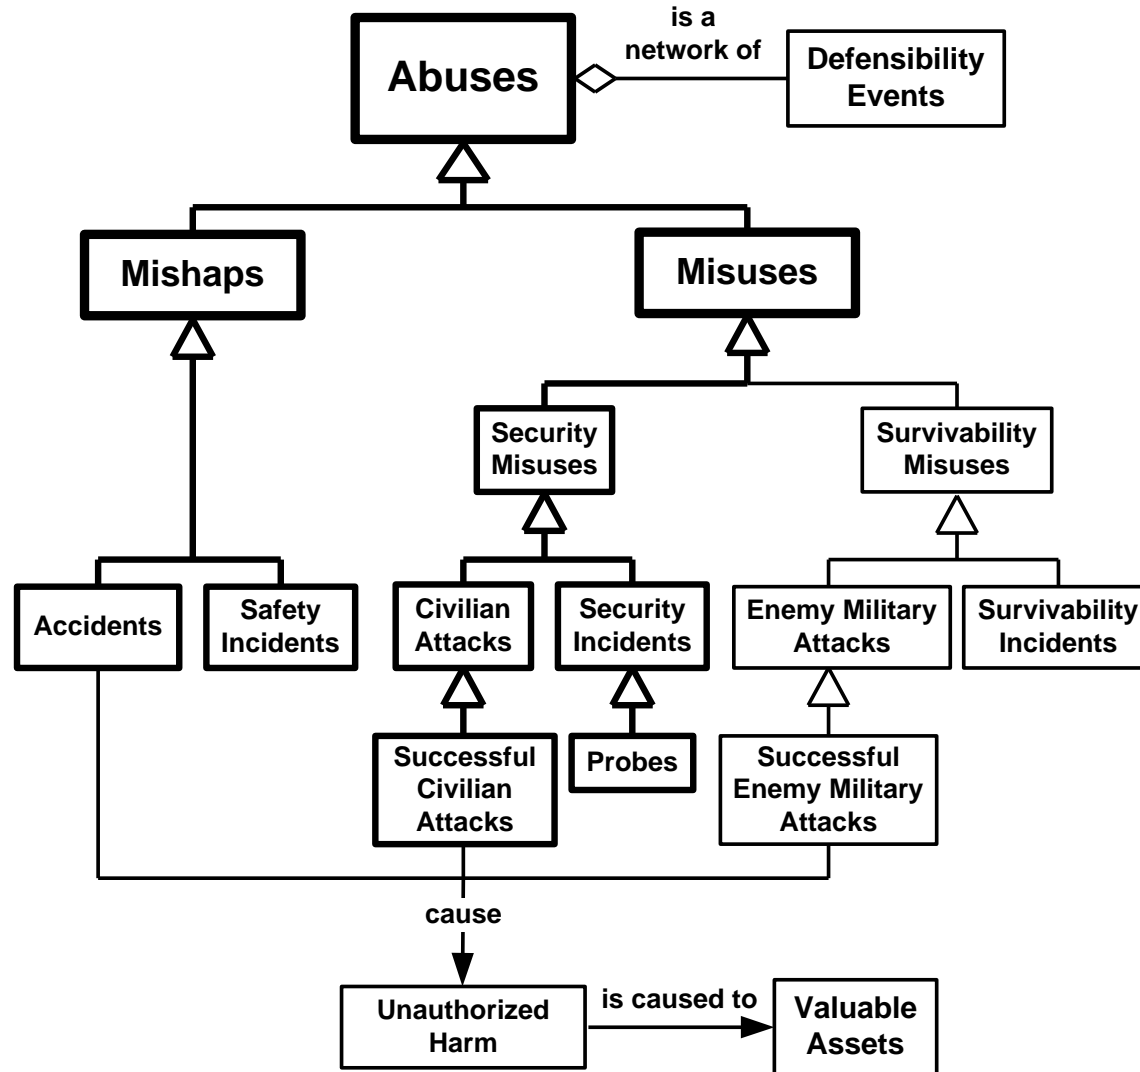 is a
network of
Abuses
Defensibility
Events
Mishaps
Misuses
Security
Misuses
Survivability
Misuses
Accidents
Safety
Incidents
Civilian
Attacks
Security
Incidents
Enemy Military
Attacks
Survivability
Incidents
Successful
Civilian
Attacks
Probes
Successful
Enemy Military
Attacks
cause
Unauthorized
Harm
is caused to
Valuable
Assets